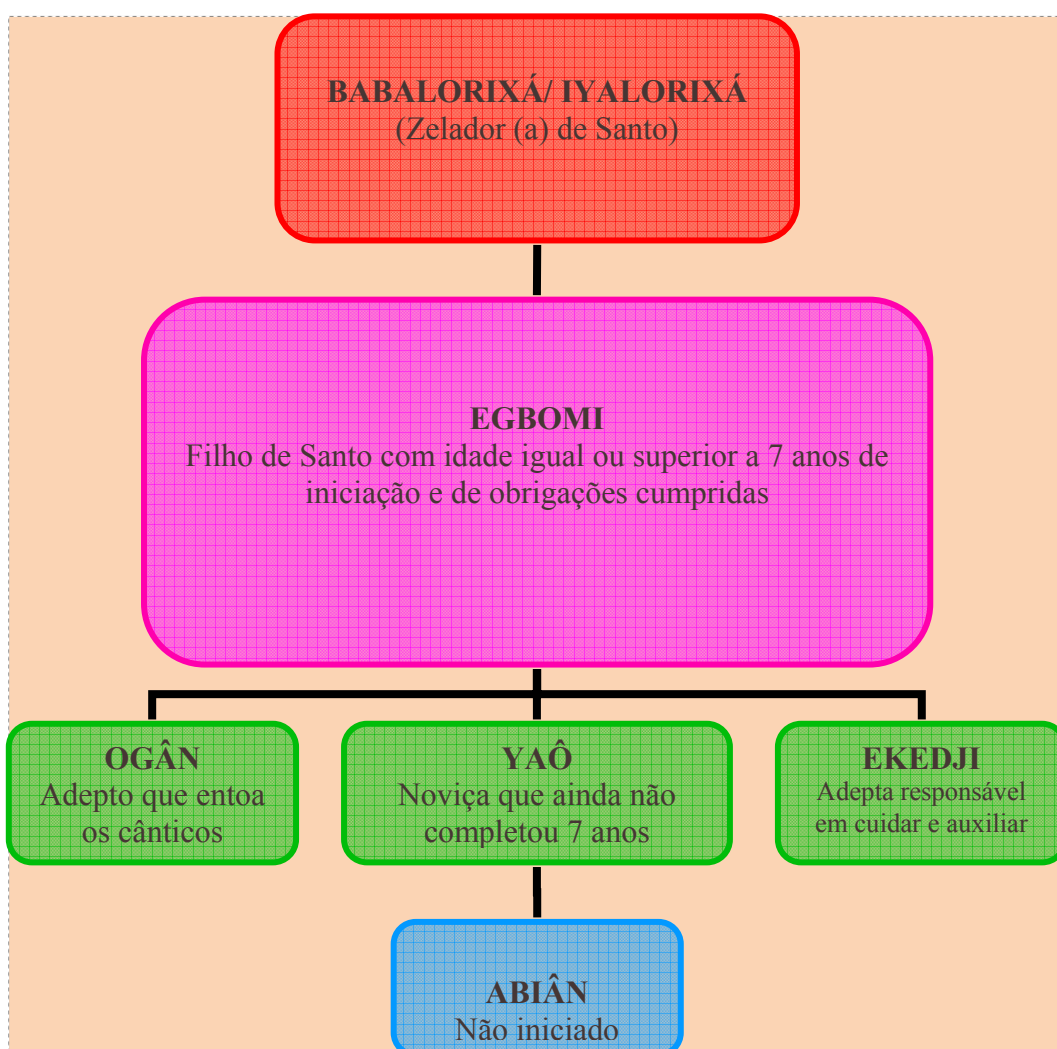 BABALORIXÁ/ IYALORIXÁ
(Zelador (a) de Santo)
EGBOMI
Filho de Santo com idade igual ou superior a 7 anos de
iniciação e de obrigações cumpridas
OGÂN
Adepto que entoa
os cânticos
YAÔ
Noviça que ainda não
completou 7 anos
EKEDJI
Adepta responsável
em cuidar e auxiliar
ABIÂN
Não iniciado